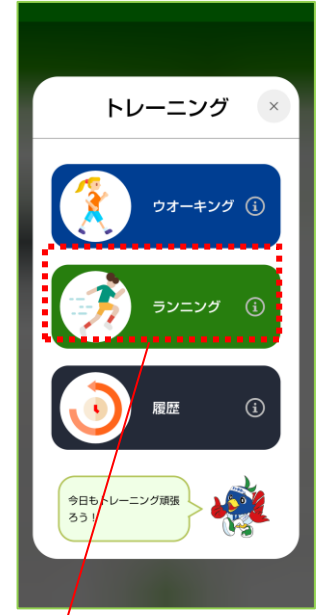 トレーニング
×
ウオーキング
ランニング
履歴
今日もトレーニング頑張
ろう！